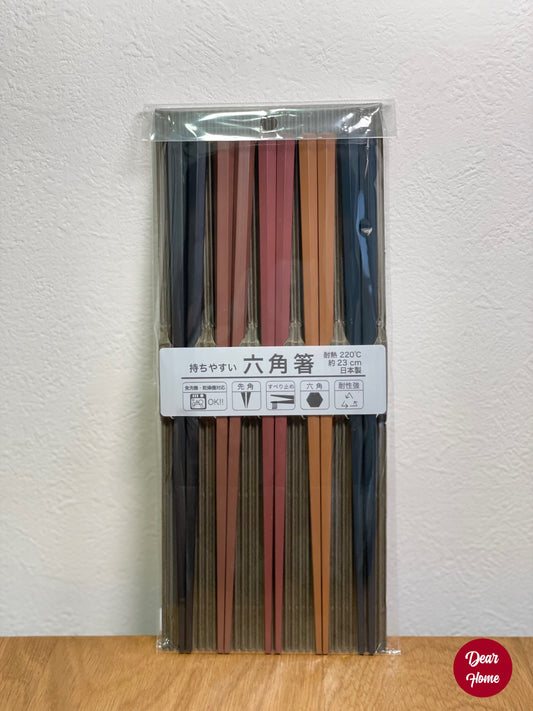 持ちやすい 六角箸
耐熱 220℃
約 23 cm
日本製
食洗機・乾燥機対応
OK!!
先角
すべり止め
六角
耐性強
Dear
Home